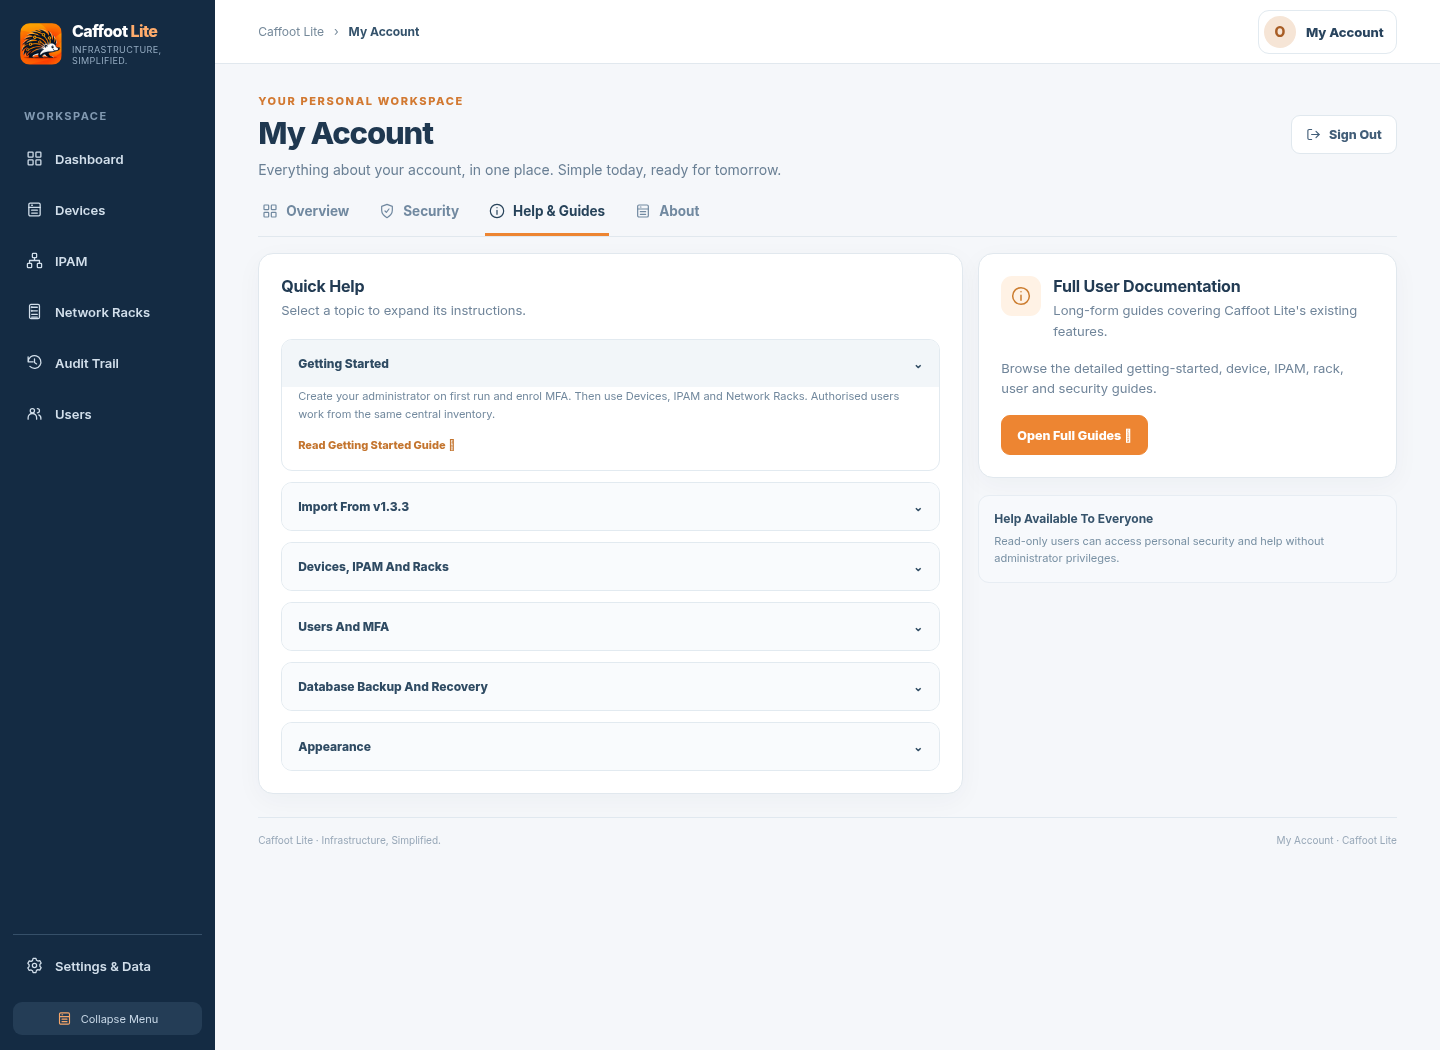 Caffoot Lite
INFRASTRUCTURE,
SIMPLIFIED.
WORKSPACE
Dashboard
Devices
IPAM
Network Racks
Audit Trail
Users
Settings & Data
Collapse Menu
Caffoot Lite › My Account
O My Account
YOUR PERSONAL WORKSPACE
My Account
Everything about your account, in one place. Simple today, ready for tomorrow.
Sign Out
Overview Security Help & Guides About
Quick Help
Select a topic to expand its instructions.
Getting Started
Create your administrator on first run and enrol MFA. Then use Devices, IPAM and Network Racks. Authorised users
work from the same central inventory.
Read Getting Started Guide
Import From v1.3.3
Devices, IPAM And Racks
Users And MFA
Database Backup And Recovery
Appearance
Full User Documentation
Long-form guides covering Caffoot Lite's existing
features.
Browse the detailed getting-started, device, IPAM, rack,
user and security guides.
Open Full Guides
Help Available To Everyone
Read-only users can access personal security and help without
administrator privileges.
Caffoot Lite · Infrastructure, Simplified.
My Account · Caffoot Lite